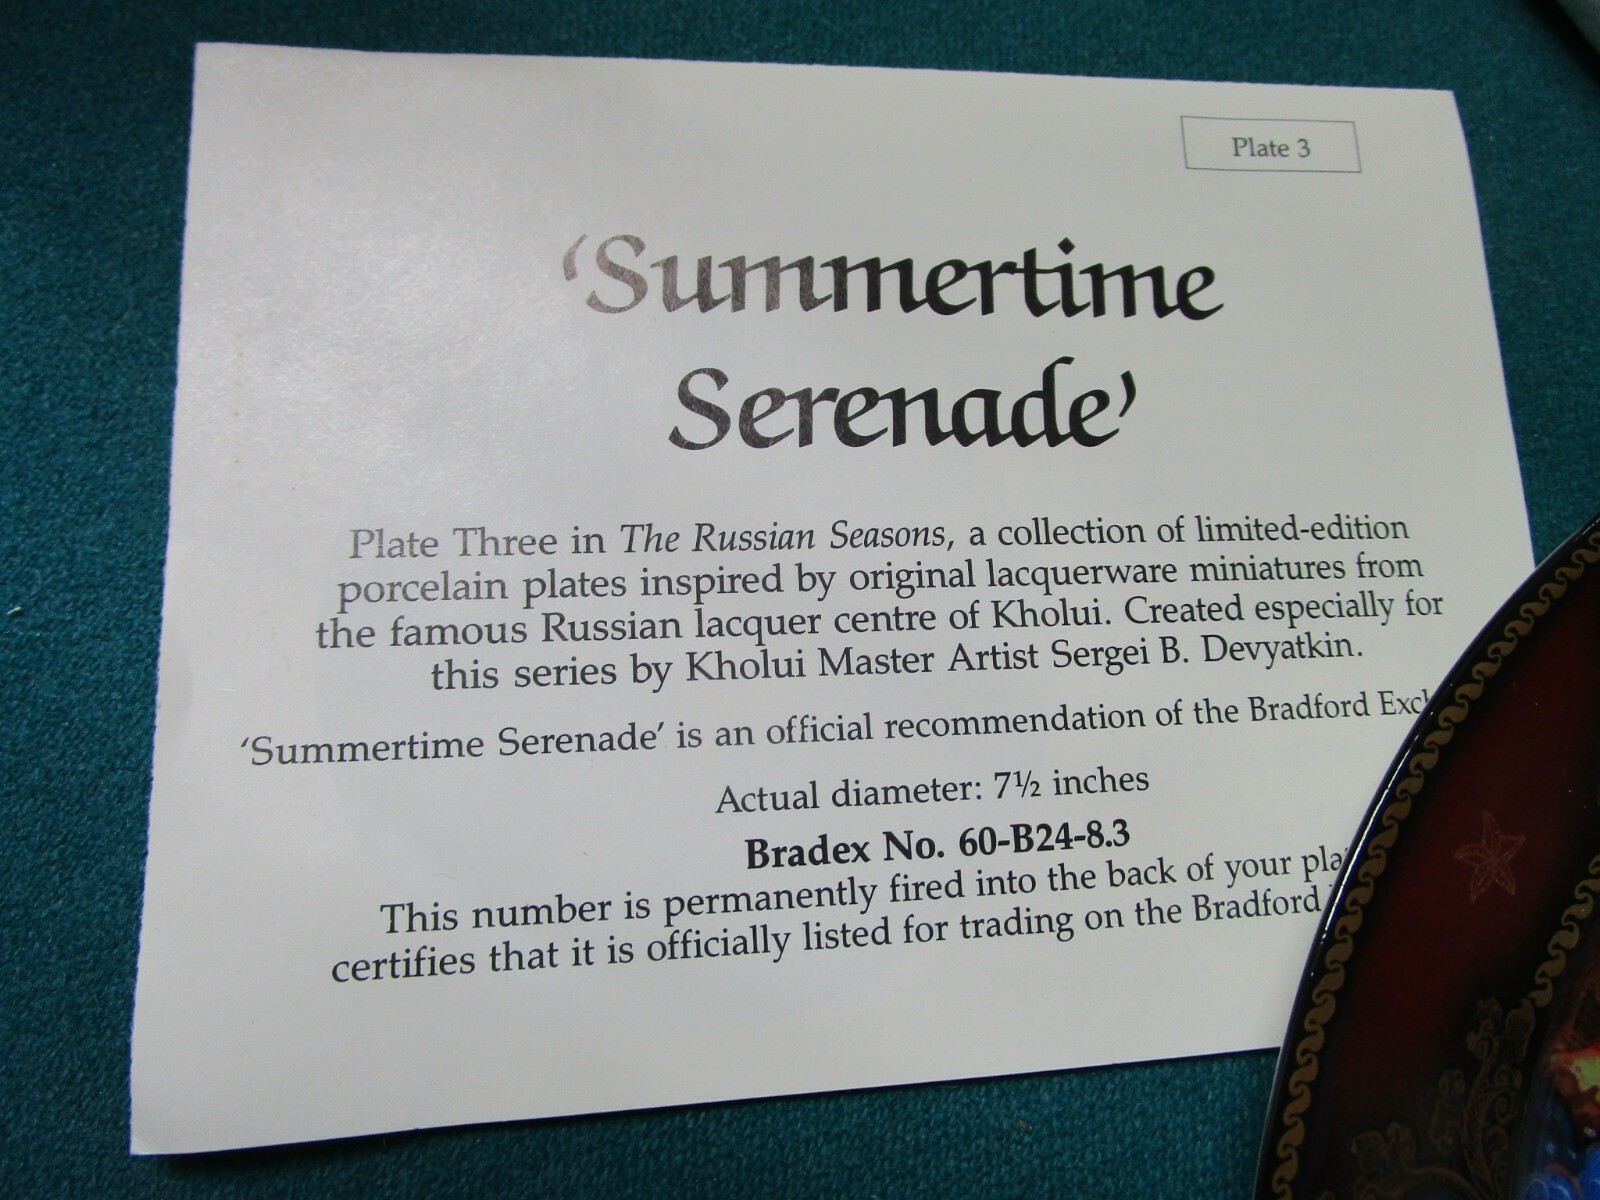 Plate 3
‘Summertime
Serenade’
Plate Three in The Russian Seasons, a collection of limited-edition
porcelain plates inspired by original lacquerware miniatures from
the famous Russian lacquer centre of Kholui. Created especially for
this series by Kholui Master Artist Sergei B. Devyatkin.
‘Summertime Serenade’ is an official recommendation of the Bradford
Actual diameter: 7½ inches
Bradex No. 60-B24-8.3
This number is permanently fired into the back of your
certifies that it is officially listed for trading on the Bradford